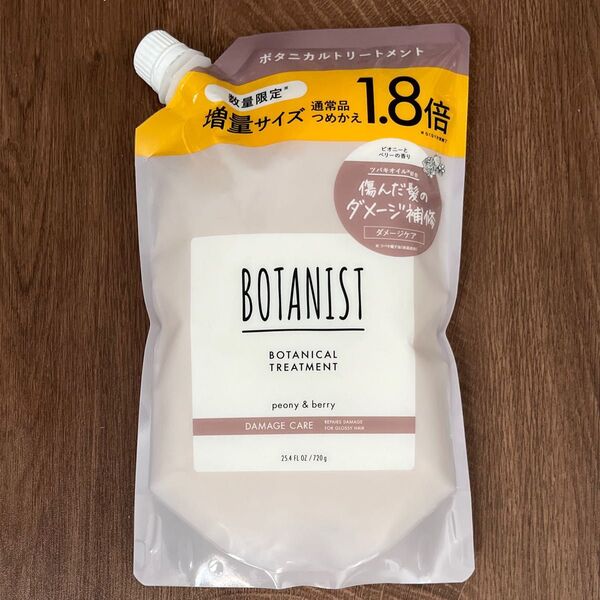 ボタニカルトリートメント
数量限定*
増量サイズ
通常品
つめかえ
1.8倍
ピオニーと
ベリーの香り
ツバキオイル*配合
傷んだ髪の
ダメージ補修
ダメージケア
BOTANIST
BOTANICAL
TREATMENT
peony & berry
DAMAGE CARE
REPAIRS DAMAGE
FOR GLOSSY HAIR
25.4 FL OZ / 720g